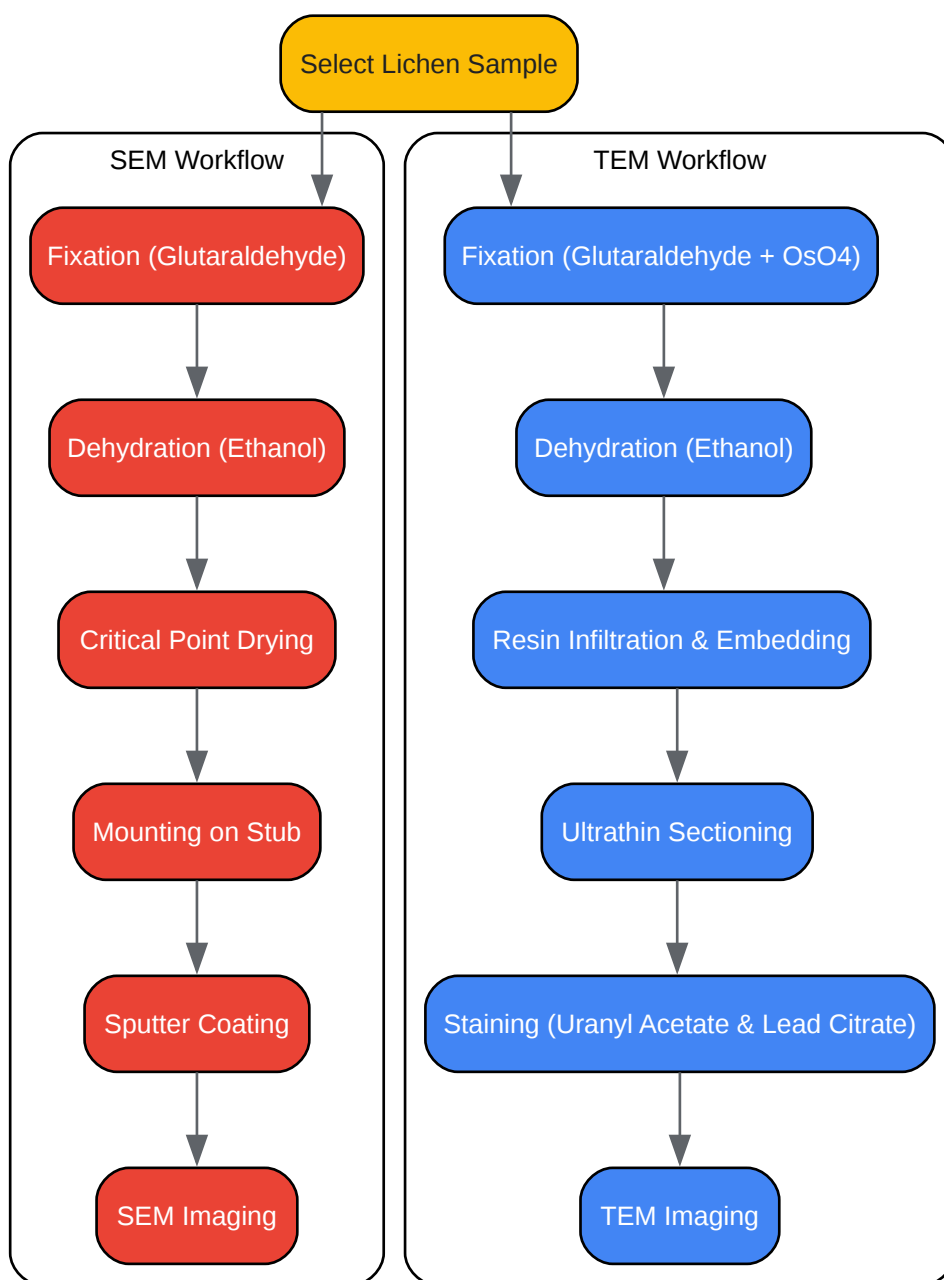 Select Lichen Sample
SEM Workflow
Fixation (Glutaraldehyde)
Dehydration (Ethanol)
Critical Point Drying
Mounting on Stub
Sputter Coating
SEM Imaging
TEM Workflow
Fixation (Glutaraldehyde + OsO4)
Dehydration (Ethanol)
Resin Infiltration & Embedding
Ultrathin Sectioning
Staining (Uranyl Acetate & Lead Citrate)
TEM Imaging